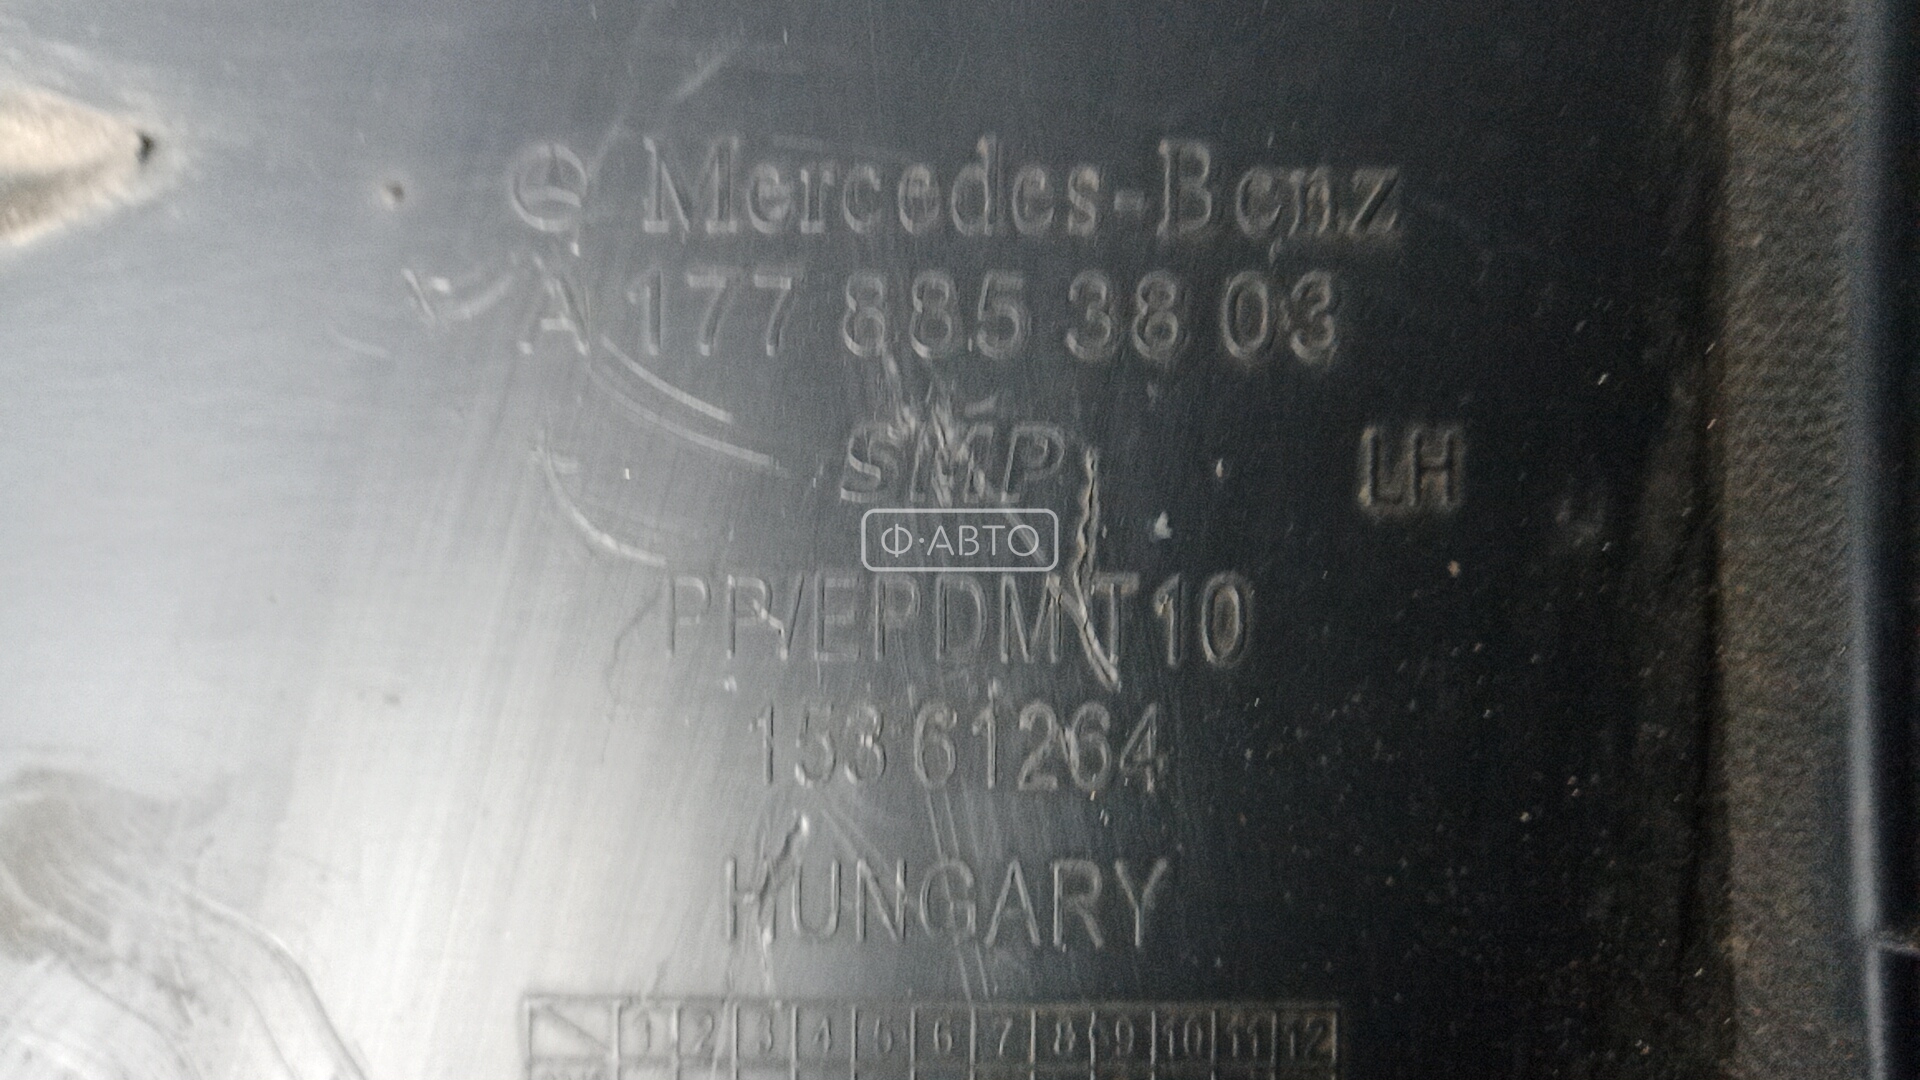 Mercedes-Benz
A 177 885 38 03
SMP LH
Ф·АВТО
PP/EPDM T10
15361264
HUNGARY
1 2 3 4 5 6 7 8 9 10 11 12